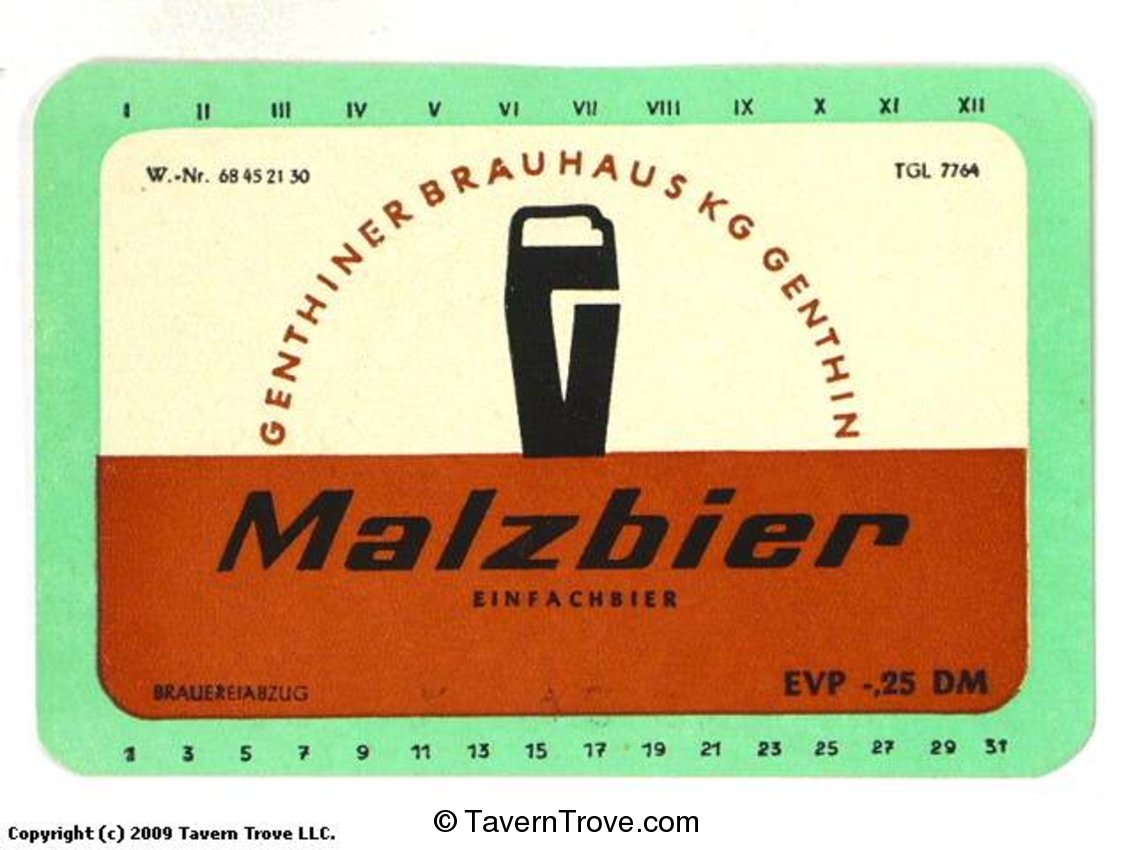 I II III IV V VI VII VIII IX X XI XII
W.-Nr. 68 45 21 30
TGL 7764
GENTHINER BRAUHAUS KG GENTHIN
Malzbier
EINFACHBIER
BRAUEREIABZUG
EVP -,25 DM
1 3 5 7 9 11 13 15 17 19 21 23 25 27 29 31
© TavernTrove.com
Copyright (c) 2009 Tavern Trove LLC.